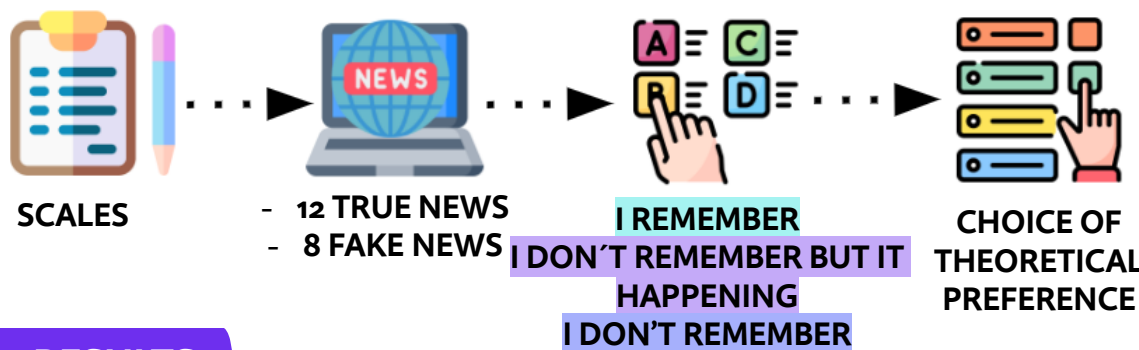 NEWS
A
C
B
D
SCALES
- 12 TRUE NEWS
- 8 FAKE NEWS
I REMEMBER
I DON´T REMEMBER BUT IT
HAPPENING
I DON’T REMEMBER
CHOICE OF
THEORETICAL
PREFERENCE
RESULTS